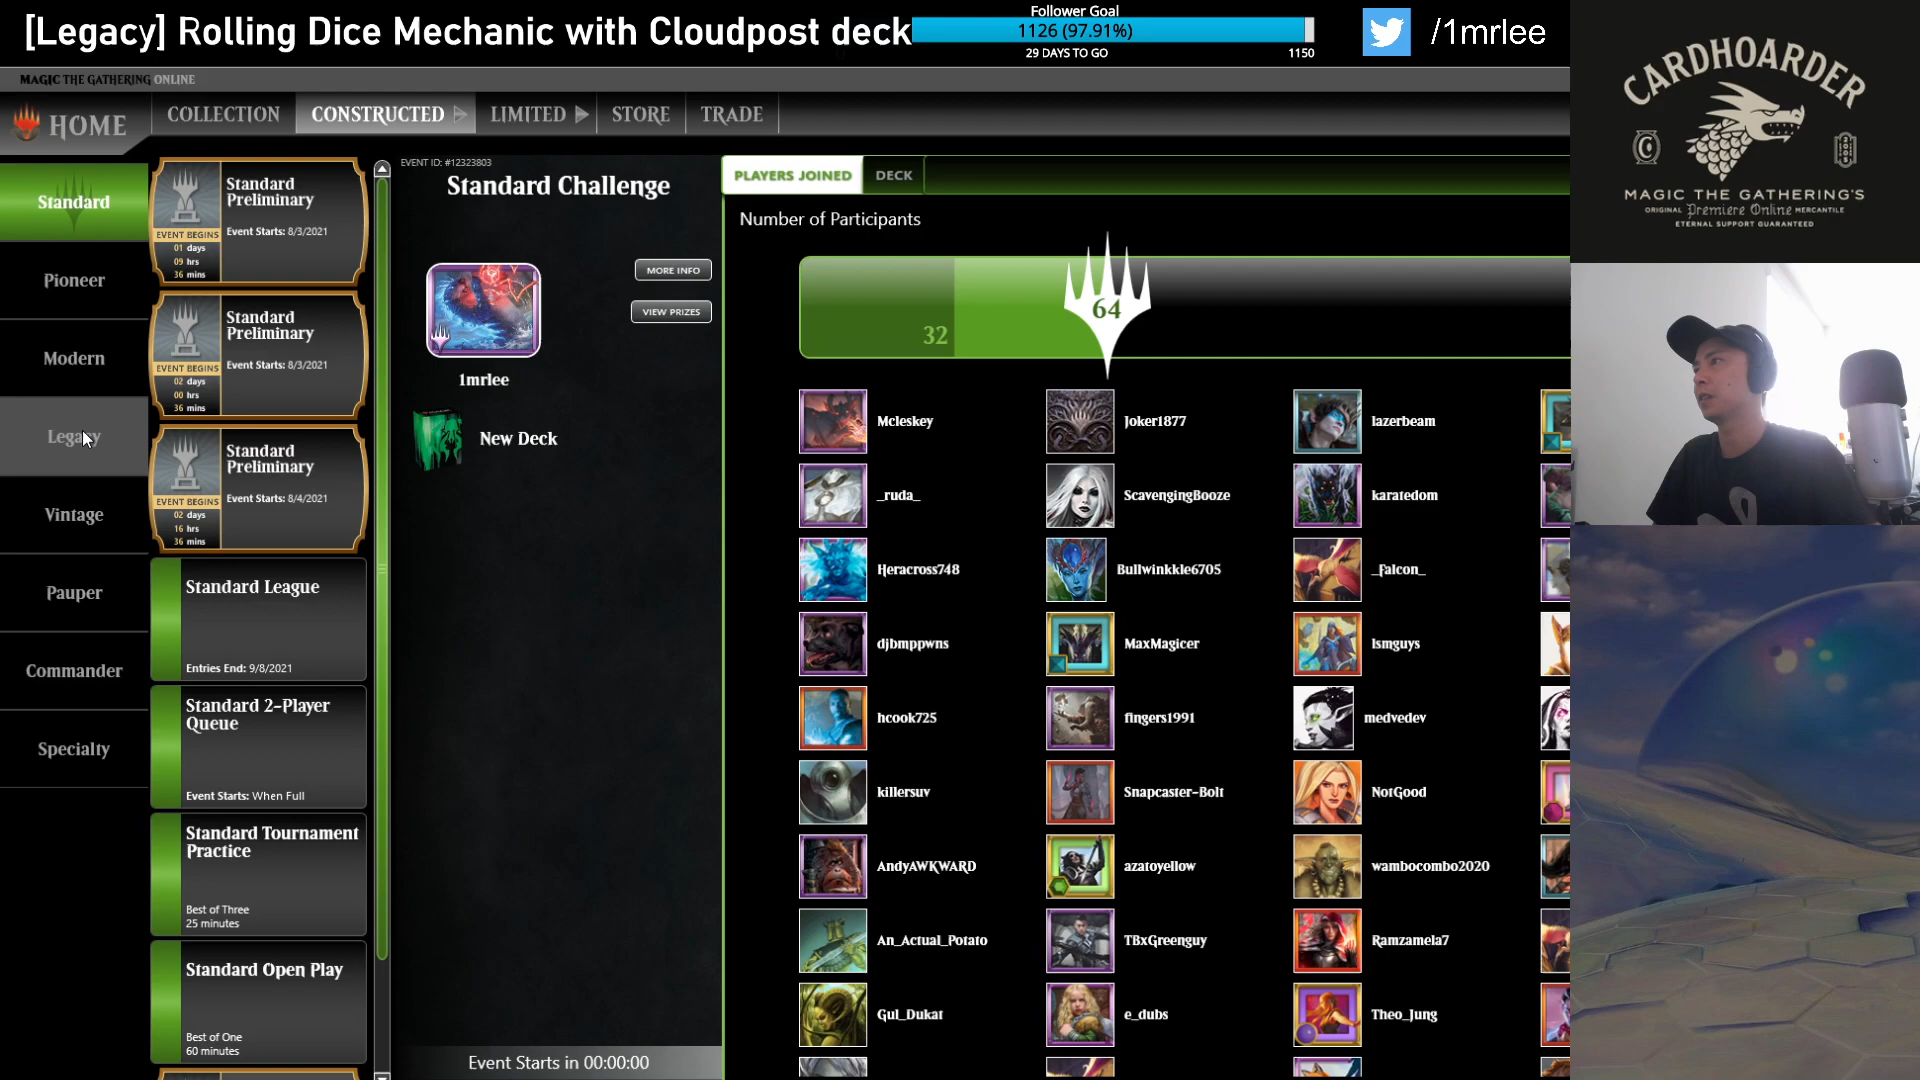 [Legacy] Rolling Dice Mechanic with Cloudpost deck
Follower Goal
1126 (97.91%)
29 DAYS TO GO
1150
/1mrlee
MAGIC THE GATHERING ONLINE
HOME
COLLECTION
CONSTRUCTED
LIMITED
STORE
TRADE
Standard
Pioneer
Modern
Legacy
Vintage
Pauper
Commander
Specialty
Standard
Preliminary
Event Starts: 8/3/2021
EVENT BEGINS
01 days
09 hrs
36 mins
Standard
Preliminary
Event Starts: 8/3/2021
EVENT BEGINS
02 days
00 hrs
36 mins
Standard
Preliminary
Event Starts: 8/4/2021
EVENT BEGINS
02 days
16 hrs
36 mins
Standard League
Entries End: 9/8/2021
Standard 2-Player
Queue
Event Starts: When Full
Standard Tournament
Practice
Best of Three
25 minutes
Standard Open Play
Best of One
60 minutes
EVENT ID: #12323803
Standard Challenge
MORE INFO
VIEW PRIZES
1mrlee
New Deck
Event Starts in 00:00:00
PLAYERS JOINED
DECK
Number of Participants
32
64
Mcleskey
Joker1877
lazerbeam
_ruda_
ScavengingBooze
karatedom
Heracross748
Bullwinkkle6705
_Falcon_
djbmppwns
MaxMagicer
lsmguys
hcook725
fingers1991
medvedev
killersuv
Snapcaster-Bolt
NotGood
AndyAWKWARD
azatoyellow
wambocombo2020
An_Actual_Potato
TBxGreenguy
Ramzamela7
Gul_Dukat
e_dubs
Theo_Jung
CARDHOARDER
MAGIC THE GATHERING'S
ORIGINAL Premiere Online MERCANTILE
ETERNAL SUPPORT GUARANTEED